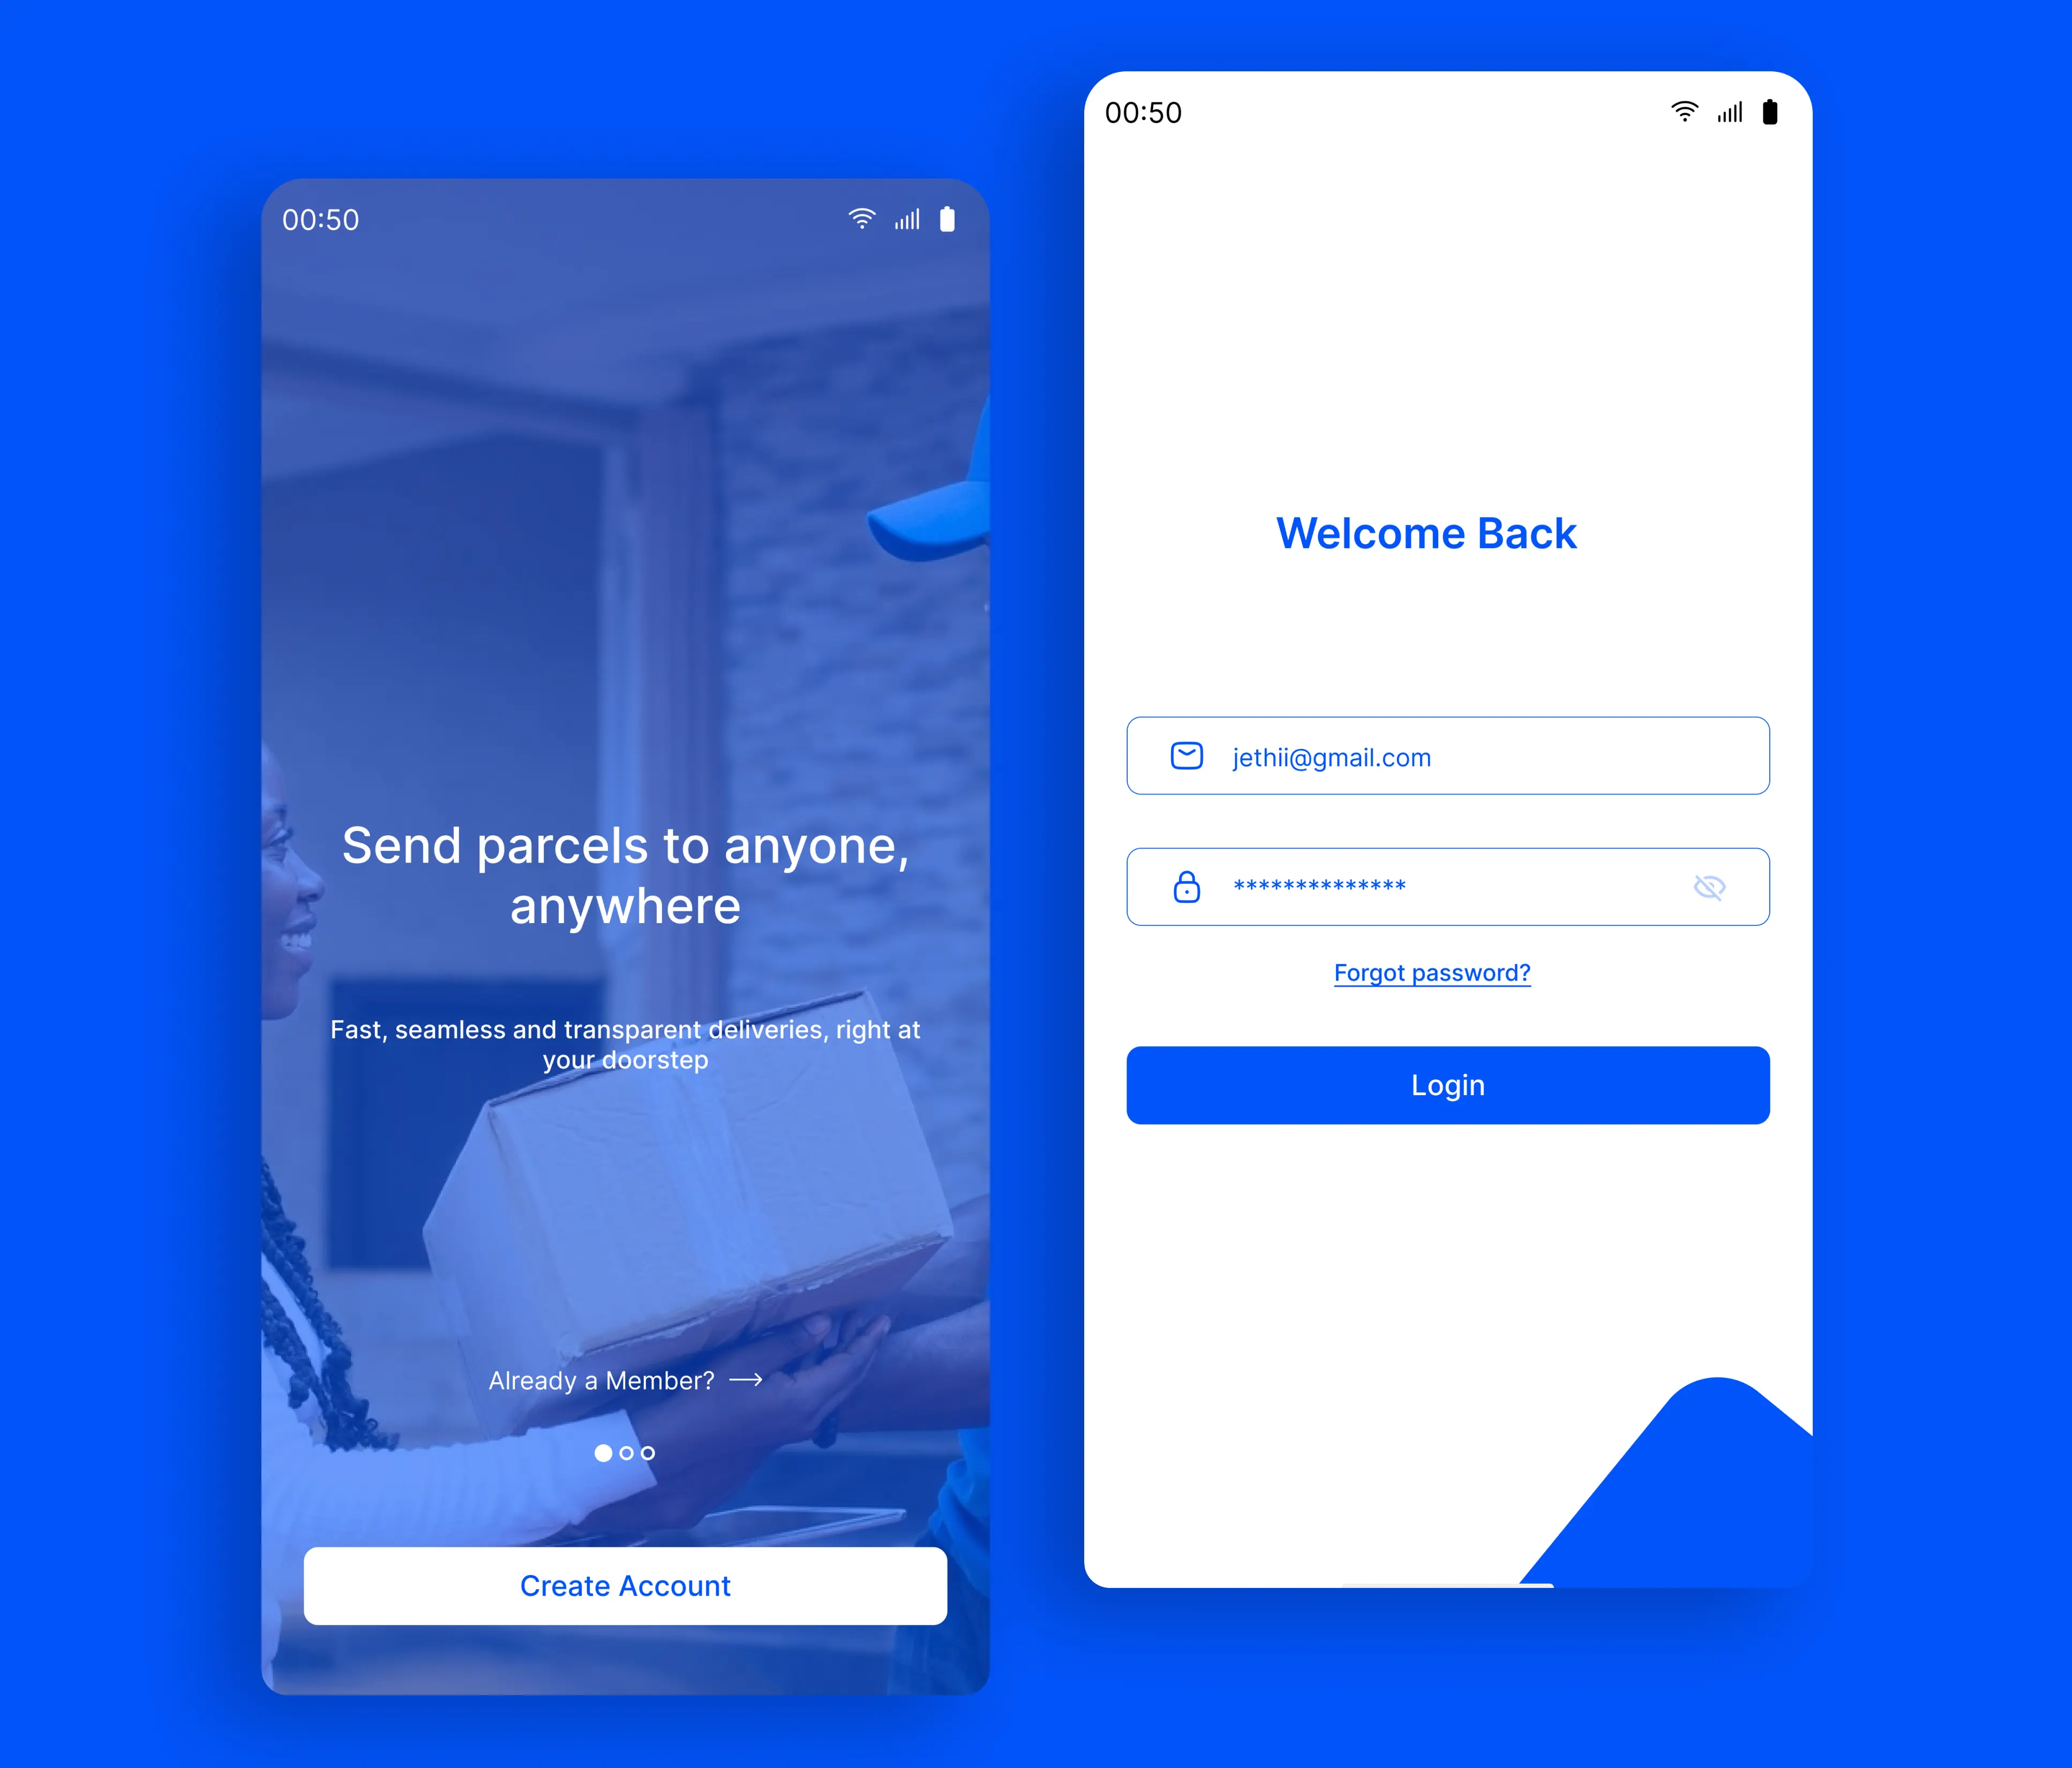 00:50
Send parcels to anyone,
anywhere
Fast, seamless and transparent deliveries, right at
your doorstep
Already a Member?
Create Account
00:50
Welcome Back
jethii@gmail.com
**************
Forgot password?
Login